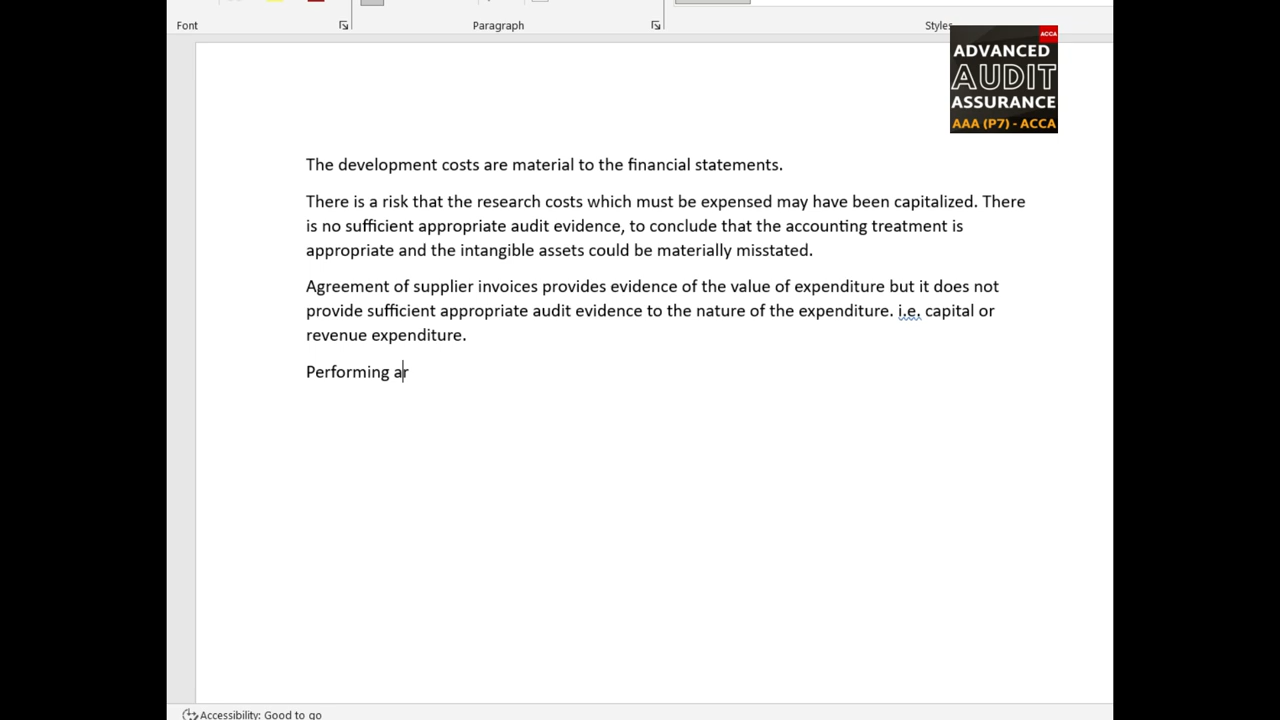 Font
Paragraph
Styles
ACCA
ADVANCED
AUDIT
ASSURANCE
AAA (P7) - ACCA
The development costs are material to the financial statements.
There is a risk that the research costs which must be expensed may have been capitalized. There
is no sufficient appropriate audit evidence, to conclude that the accounting treatment is
appropriate and the intangible assets could be materially misstated.
Agreement of supplier invoices provides evidence of the value of expenditure but it does not
provide sufficient appropriate audit evidence to the nature of the expenditure. i.e. capital or
revenue expenditure.
Performing ar
Accessibility: Good to go